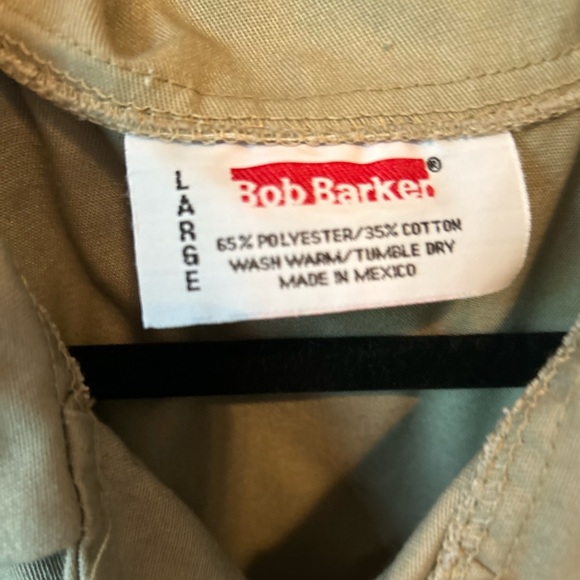 LARGE
Bob Barker®
65% POLYESTER/35% COTTON
WASH WARM/TUMBLE DRY
MADE IN MEXICO